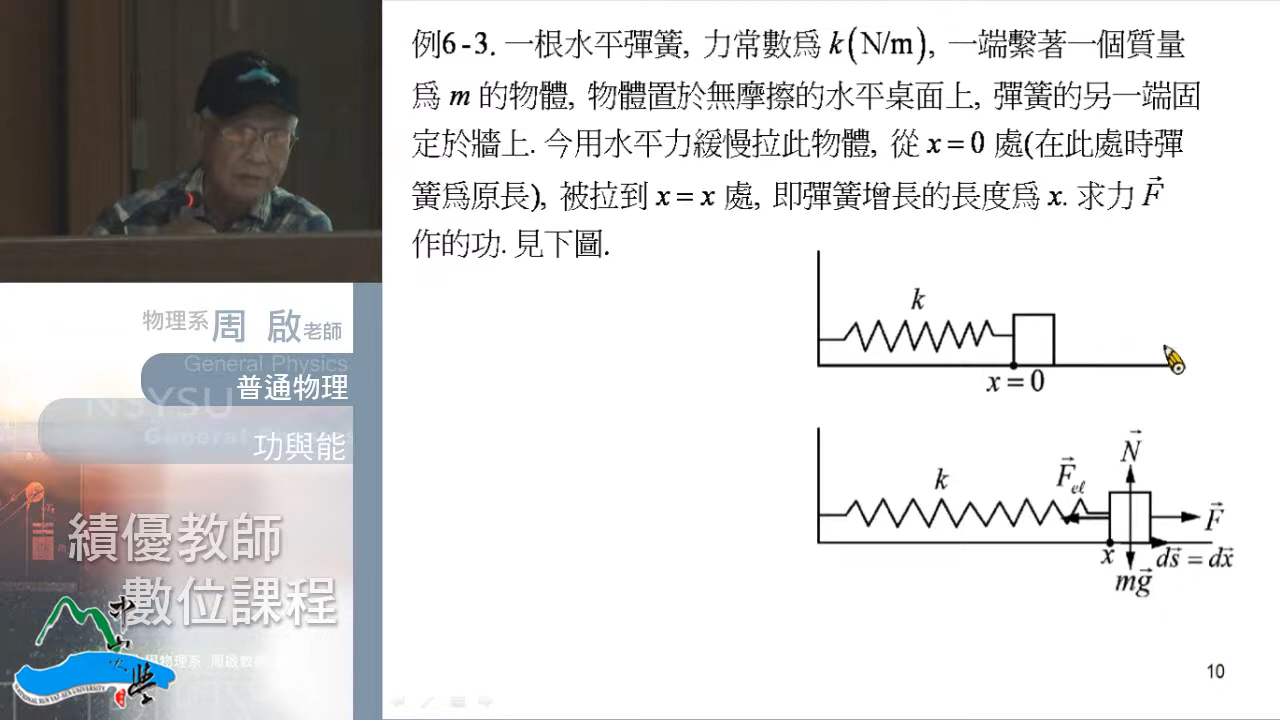 例6-3. 一根水平彈簧, 力常數為 k(N/m), 一端繫著一個質量
為 m 的物體, 物體置於無摩擦的水平桌面上, 彈簧的另一端固
定於牆上. 今用水平力緩慢拉此物體, 從 x = 0 處(在此處時彈
簧為原長), 被拉到 x = x 處, 即彈簧增長的長度為 x. 求力 F⃗
作的功. 見下圖.
k
x = 0
N⃗
k
F⃗el
F⃗
x
ds⃗ = dx⃗
mg⃗
10
物理系 周 啟 老師
General Physics
普通物理
NSYSU
General Physics
功與能
績優教師
數位課程